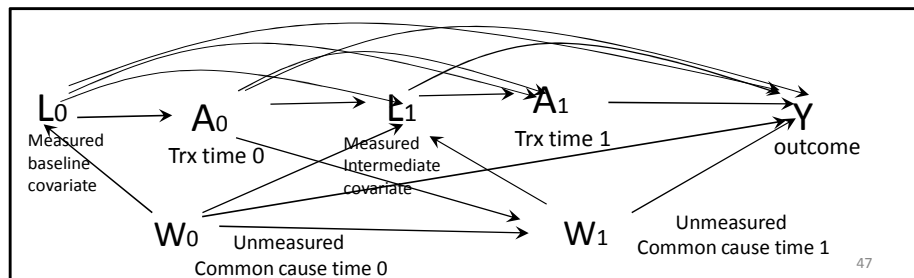 L0
A0
L1
A1
Y
Measured
baseline
covariate
Trx time 0
Measured
Intermediate
covariate
Trx time 1
outcome
W0
Unmeasured
Common cause time 0
W1
Unmeasured
Common cause time 1
47